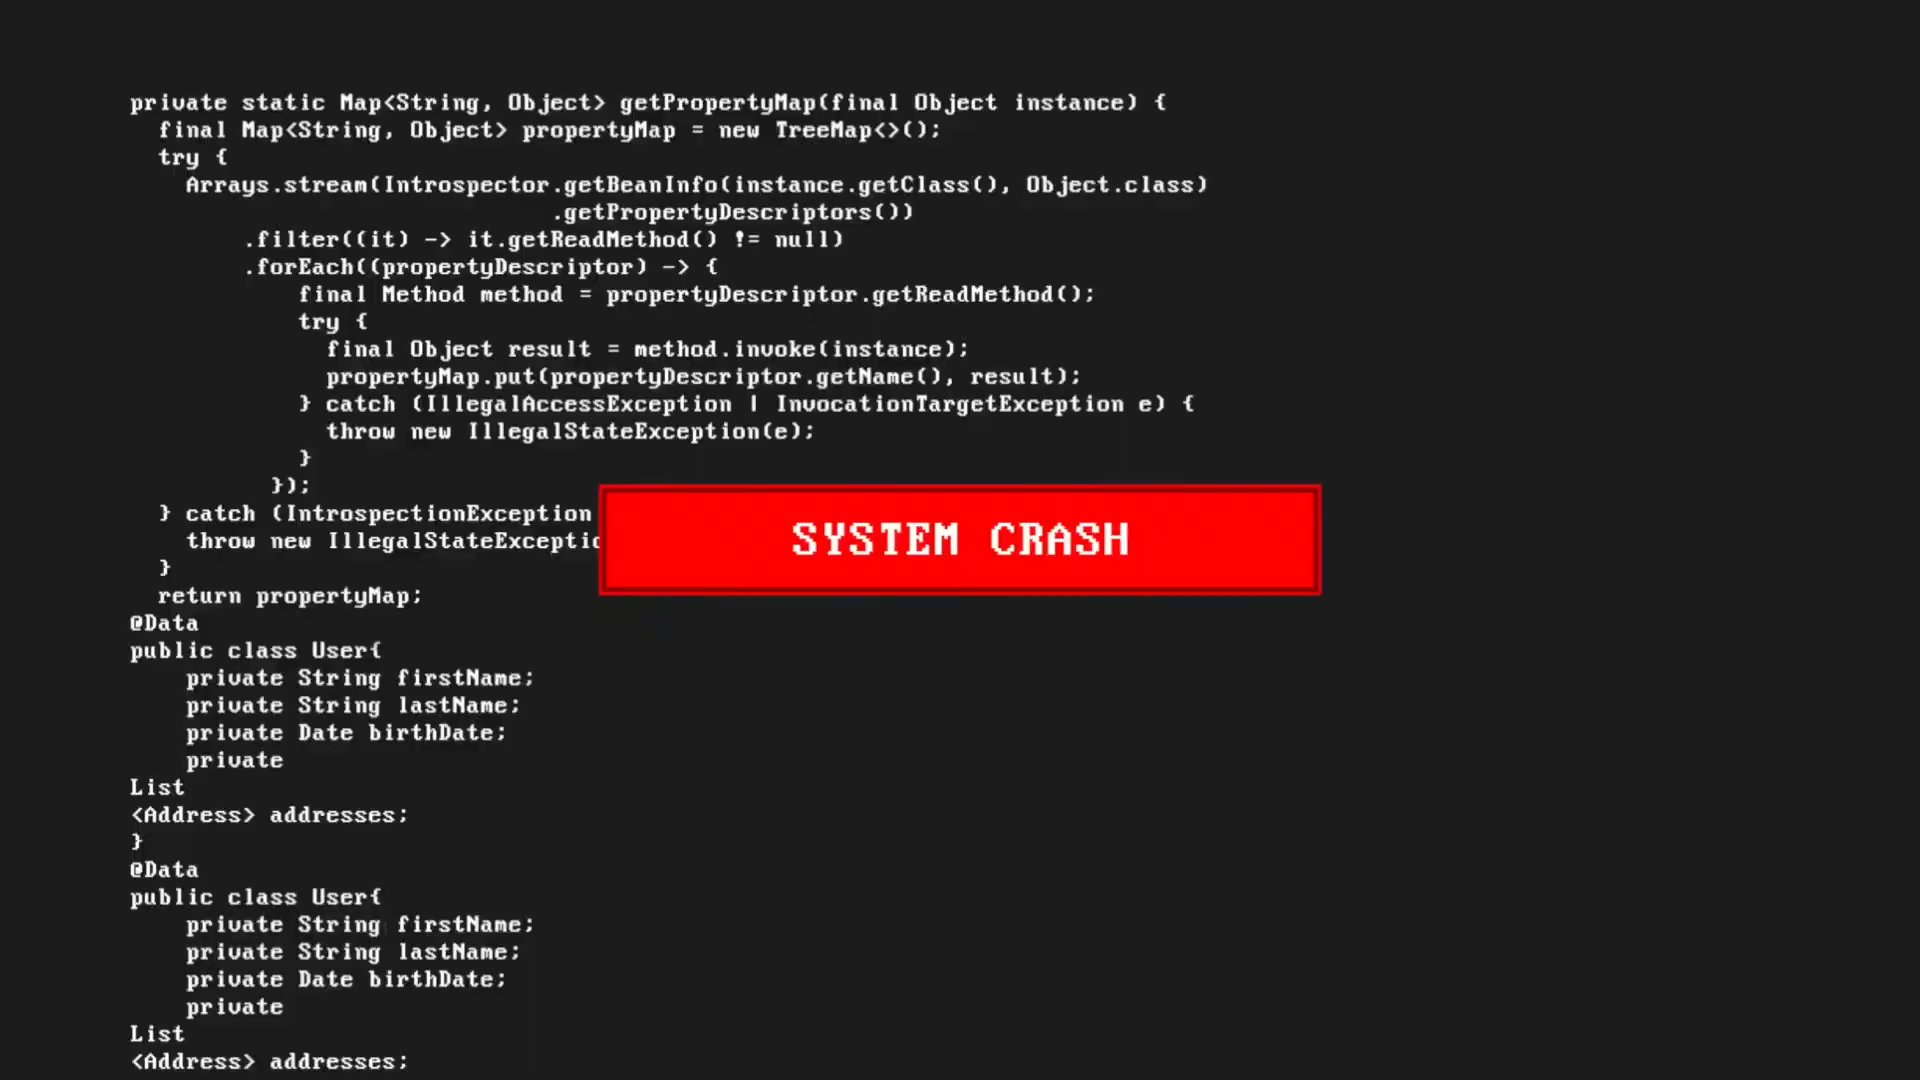 private static Map<String, Object> getPropertyMap(final Object instance) {
final Map<String, Object> propertyMap = new TreeMap<>();
try {
Arrays.stream(Introspector.getBeanInfo(instance.getClass(), Object.class)
.getPropertyDescriptors())
.filter((it) -> it.getReadMethod() != null)
.forEach((propertyDescriptor) -> {
final Method method = propertyDescriptor.getReadMethod();
try {
final Object result = method.invoke(instance);
propertyMap.put(propertyDescriptor.getName(), result);
} catch (IllegalAccessException | InvocationTargetException e) {
throw new IllegalStateException(e);
}
});
} catch (IntrospectionException
throw new
SYSTEM CRASH
}
return propertyMap;
@Data
public class User{
private String firstName;
private String lastName;
private Date birthDate;
private
List
<Address> addresses;
}
@Data
public class User{
private String firstName;
private String lastName;
private Date birthDate;
private
List
<Address> addresses;